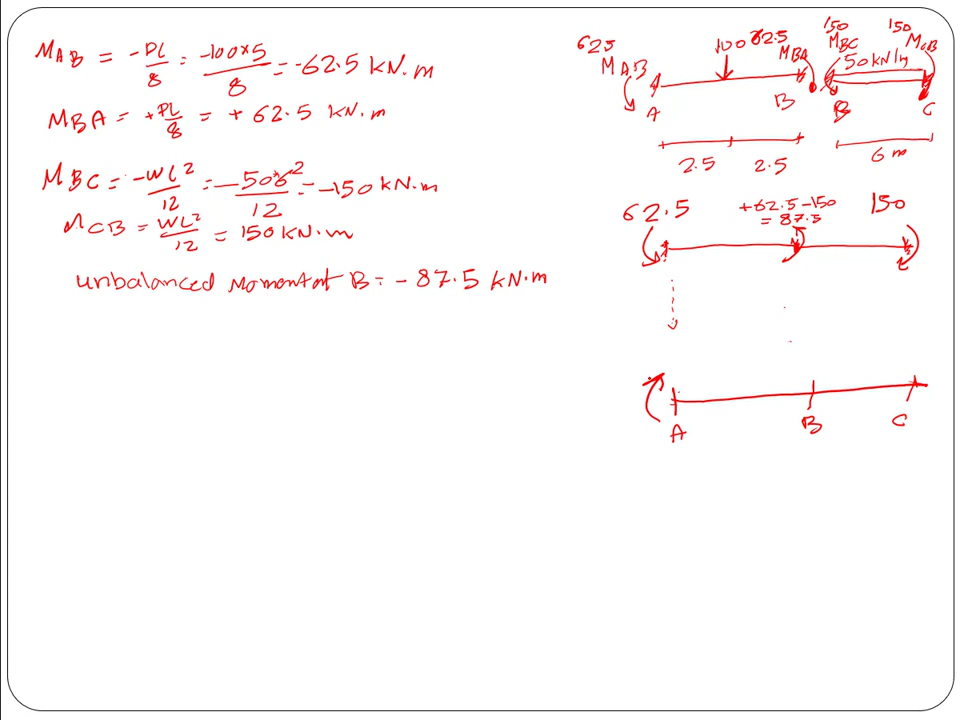 MAB = -PL/8 = -100×5/8 = -62.5 KN.m
MBA = +PL/8 = +62.5 KN.m
MBC = -WL²/12 = -50×6²/12 = -150 KN.m
MCB = WL²/12 = 150 KN.m
unbalanced Moment at B = -87.5 KN.m
62.5
MAB
100
62.5
MBA
150
MBC
150
MCB
50 KN/m
A
B
B
C
2.5
2.5
6 m
62.5
+62.5-150
= 87.5
150
A
B
C